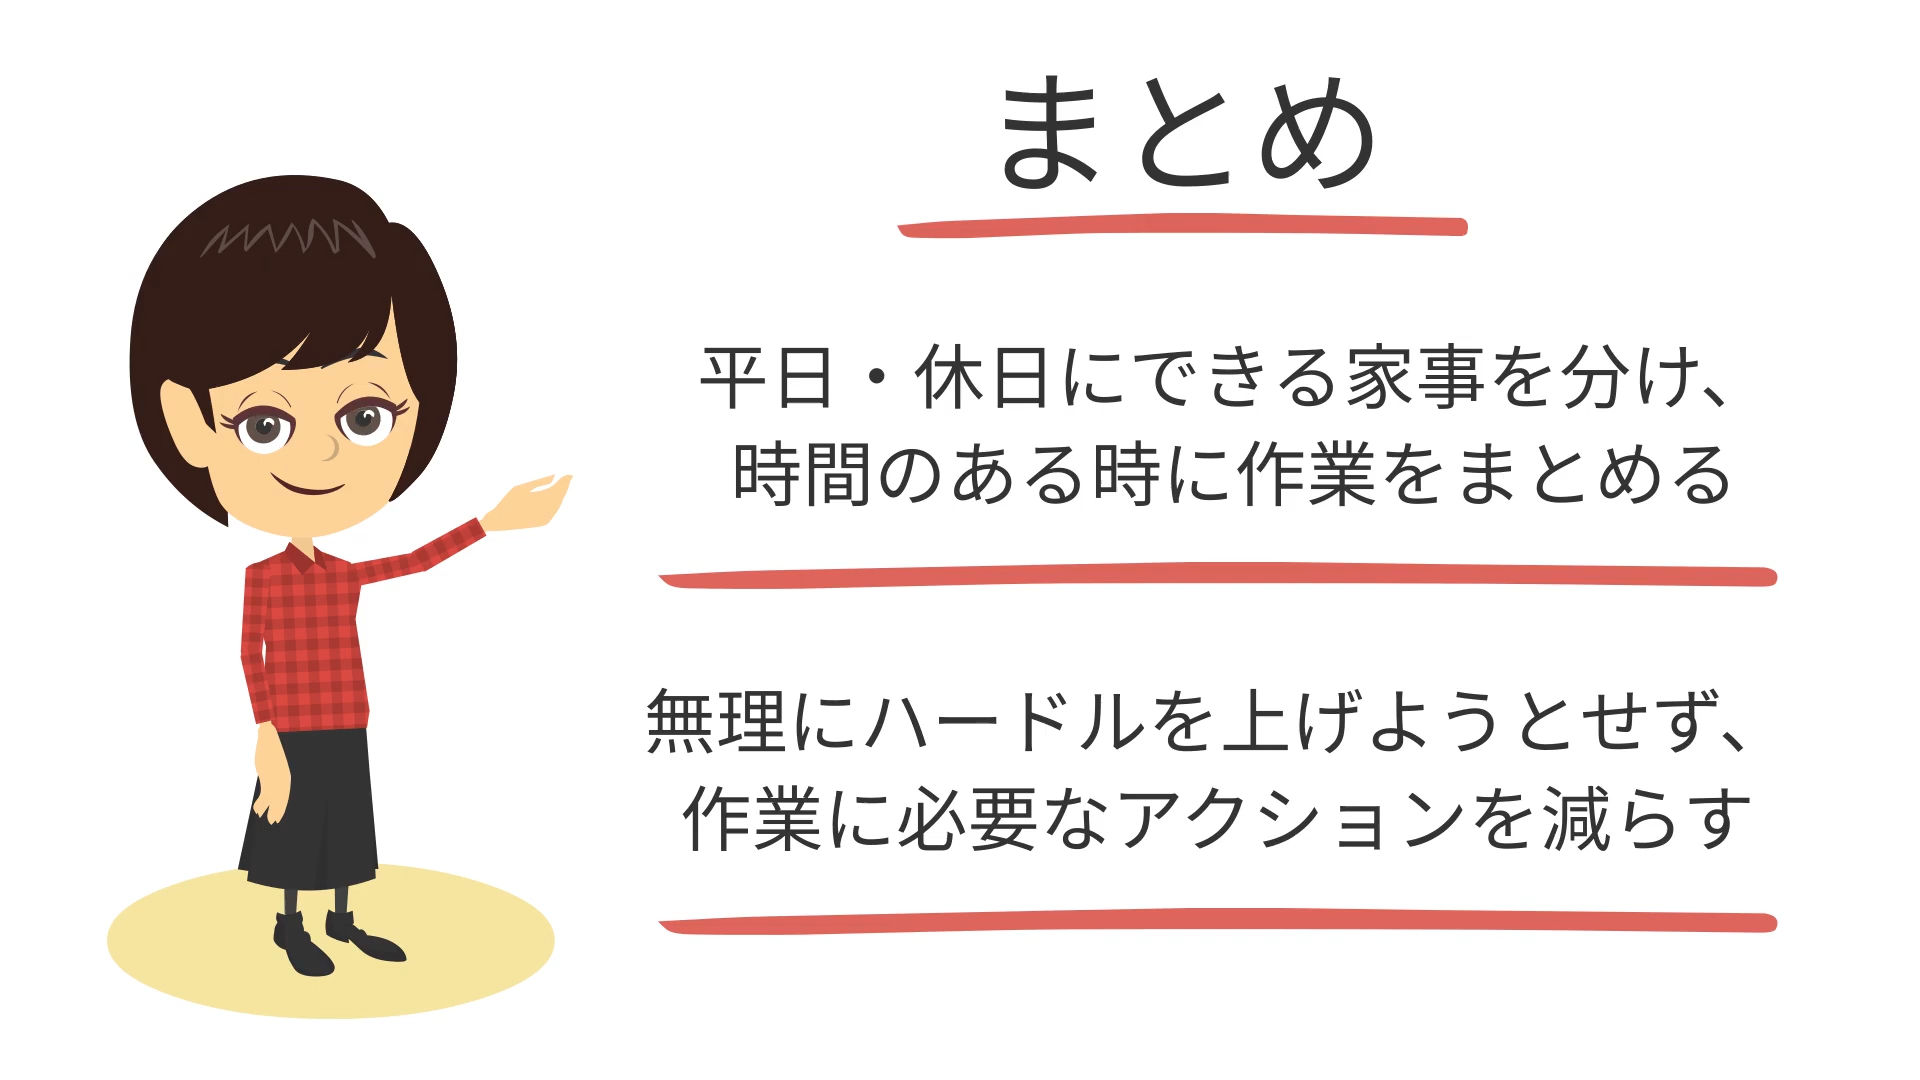 まとめ
平日・休日にできる家事を分け、
時間のある時に作業をまとめる
無理にハードルを上げようとせず、
作業に必要なアクションを減らす